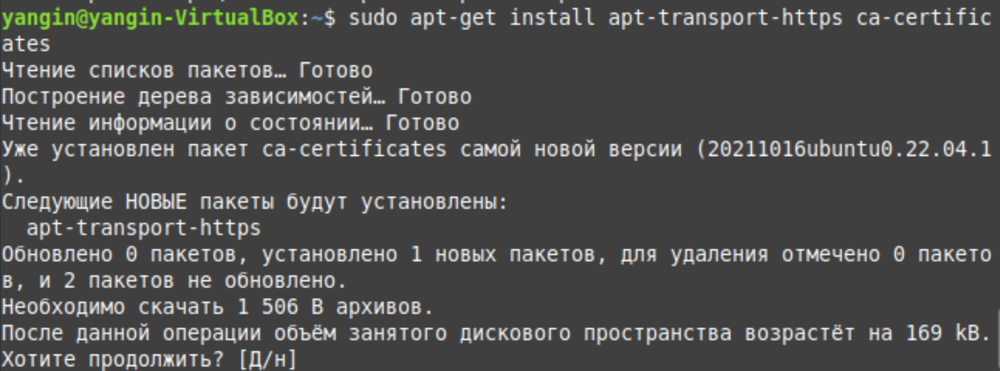 yangin@yangin-VirtualBox:~$ sudo apt-get install apt-transport-https ca-certific
ates
Чтение списков пакетов… Готово
Построение дерева зависимостей… Готово
Чтение информации о состоянии… Готово
Уже установлен пакет ca-certificates самой новой версии (20211016ubuntu0.22.04.1
).
Следующие НОВЫЕ пакеты будут установлены:
  apt-transport-https
Обновлено 0 пакетов, установлено 1 новых пакетов, для удаления отмечено 0 пакето
в, и 2 пакетов не обновлено.
Необходимо скачать 1 506 B архивов.
После данной операции объём занятого дискового пространства возрастёт на 169 kB.
Хотите продолжить? [Д/н]